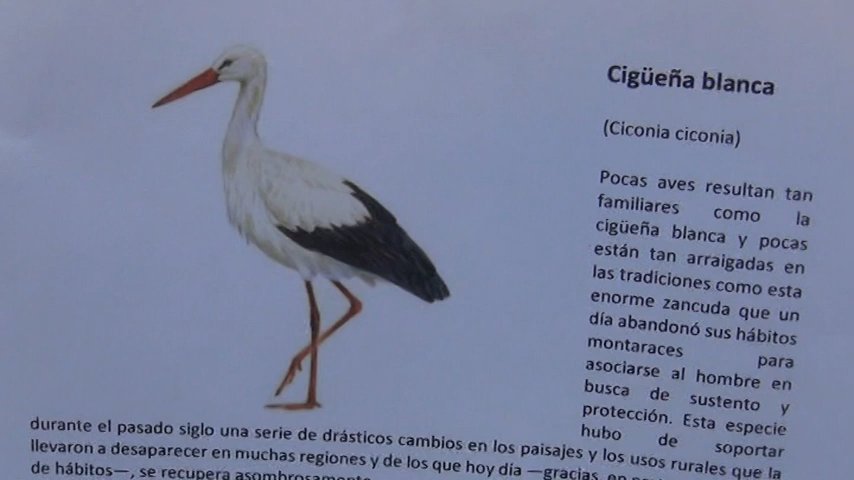 Cigüeña blanca
(Ciconia ciconia)
Pocas aves resultan tan
familiares como la
cigüeña blanca y pocas
están tan arraigadas en
las tradiciones como esta
enorme zancuda que un
día abandonó sus hábitos
montaraces para
asociarse al hombre en
busca de sustento y
protección. Esta especie
hubo de soportar
durante el pasado siglo una serie de drásticos cambios en los paisajes y los usos rurales que la
llevaron a desaparecer en muchas regiones y de los que hoy día —gracias, en
de hábitos—, se recupera asombrosamente